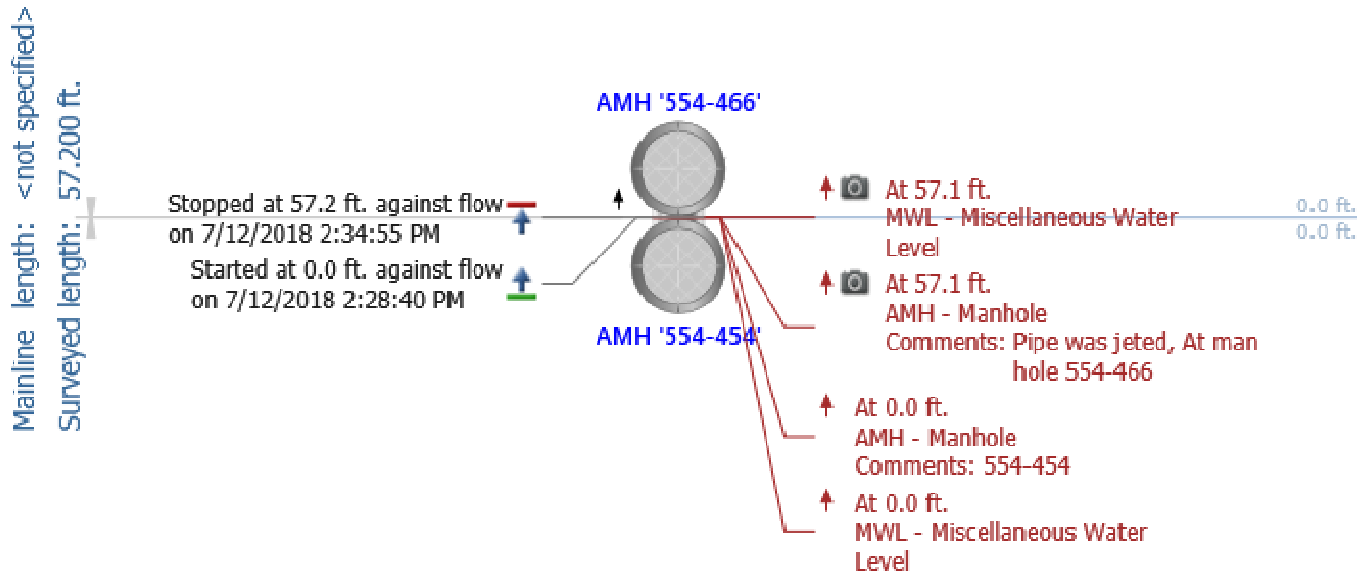 Mainline length: <not specified>
Surveyed length: 57.200 ft.
AMH '554-466'
Stopped at 57.2 ft. against flow
on 7/12/2018 2:34:55 PM
Started at 0.0 ft. against flow
on 7/12/2018 2:28:40 PM
AMH '554-454'
At 57.1 ft.
MWL - Miscellaneous Water
Level
0.0 ft.
0.0 ft.
At 57.1 ft.
AMH - Manhole
Comments: Pipe was jeted, At man
hole 554-466
At 0.0 ft.
AMH - Manhole
Comments: 554-454
At 0.0 ft.
MWL - Miscellaneous Water
Level